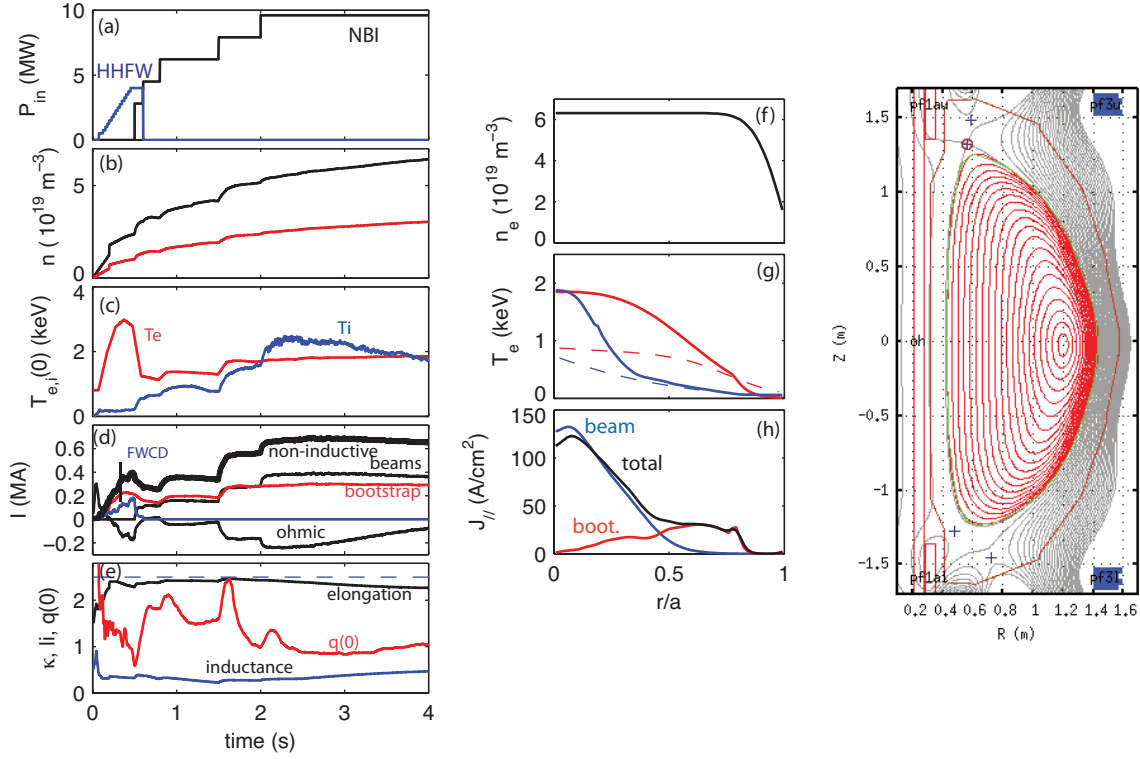 (a)
10
5
0
P_in (MW)
HHFW
NBI
(b)
5
0
n (10^19 m^−3)
(c)
4
2
0
T_e,i(0) (keV)
Te
Ti
(d)
0.6
0.4
0.2
0
−0.2
I (MA)
FWCD
non-inductive
beams
bootstrap
ohmic
(e)
2
1
0
κ, li, q(0)
elongation
q(0)
inductance
0 1 2 3 4
time (s)
(f)
6
4
2
0
n_e (10^19 m^−3)
(g)
2
1
0
T_e (keV)
(h)
150
125
100
75
50
25
0
J_// (A/cm^2)
beam
total
boot.
0 0.5 1
r/a
pf1au
pf3u
oh
pf1al
pf3l
1.5
1
0.5
0
-0.5
-1
-1.5
Z (m)
0.2 0.4 0.6 0.8 1 1.2 1.4 1.6
R (m)